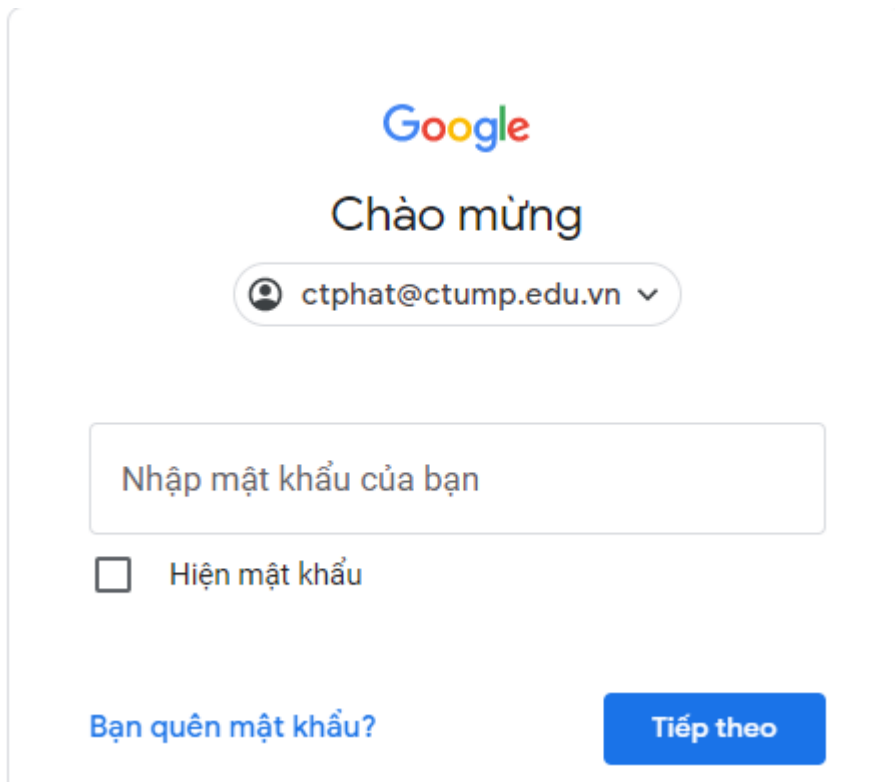 Google
Chào mừng
ctphat@ctump.edu.vn
Nhập mật khẩu của bạn
Hiện mật khẩu
Bạn quên mật khẩu?
Tiếp theo